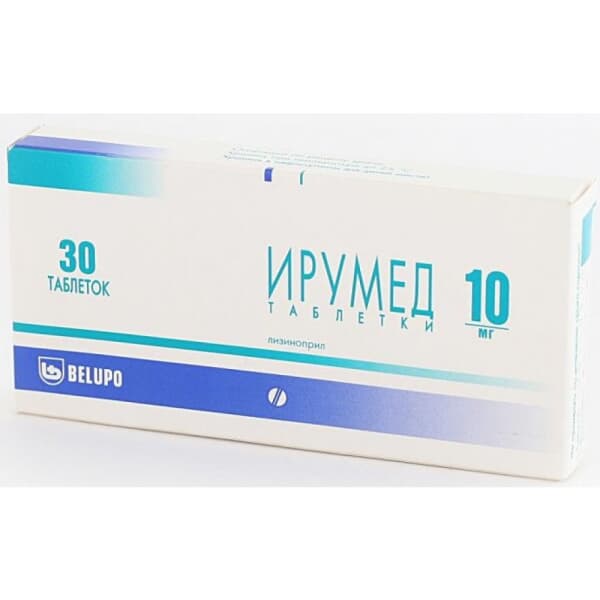 30
ТАБЛЕТОК
ИРУМЕД 10
ТАБЛЕТКИ мг
лизиноприл
BELUPO